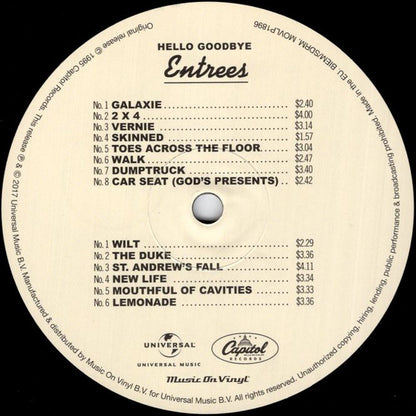 HELLO GOODBYE
Entrees
No.1 GALAXIE $2.40
No.2 2 X 4 $4.00
No.3 VERNIE $3.14
No.4 SKINNED $1.57
No.5 TOES ACROSS THE FLOOR $3.04
No.6 WALK $2.47
No.7 DUMPTRUCK $3.40
No.8 CAR SEAT (GOD'S PRESENTS) $2.42
No.1 WILT $2.29
No.2 THE DUKE $3.36
No.3 ST. ANDREW'S FALL $4.11
No.4 NEW LIFE $3.34
No.5 MOUTHFUL OF CAVITIES $3.33
No.6 LEMONADE $3.36
UNIVERSAL
UNIVERSAL MUSIC
Capitol
RECORDS
Music On Vinyl
Manufactured & distributed by Music On Vinyl B.V. for Universal Music B.V. All rights reserved. Unauthorized copying, hiring, lending, public performance & broadcasting prohibited. Made in the EU. BIEM/SDRM. MOVLP1896
Original release © 1995 Capitol Records. This release ℗ & © 2017 Universal Music B.V.